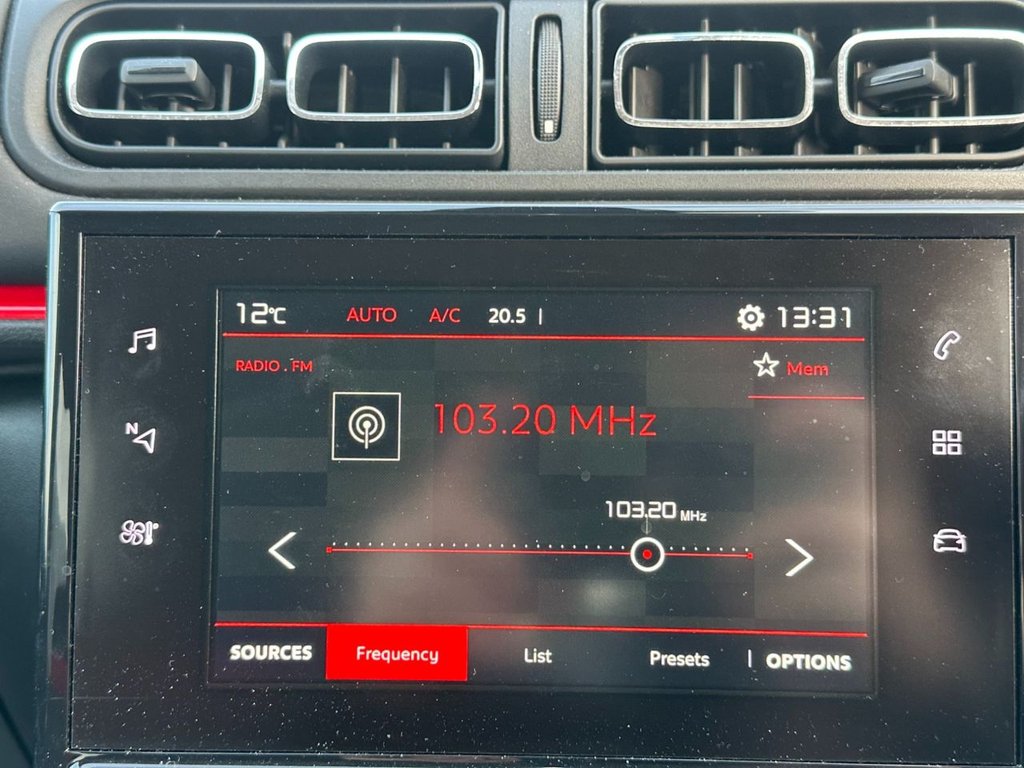 12°C AUTO A/C 20.5 | 13:31
RADIO . FM Mem
103.20 MHz
N
103.20 MHz
SOURCES Frequency List Presets | OPTIONS